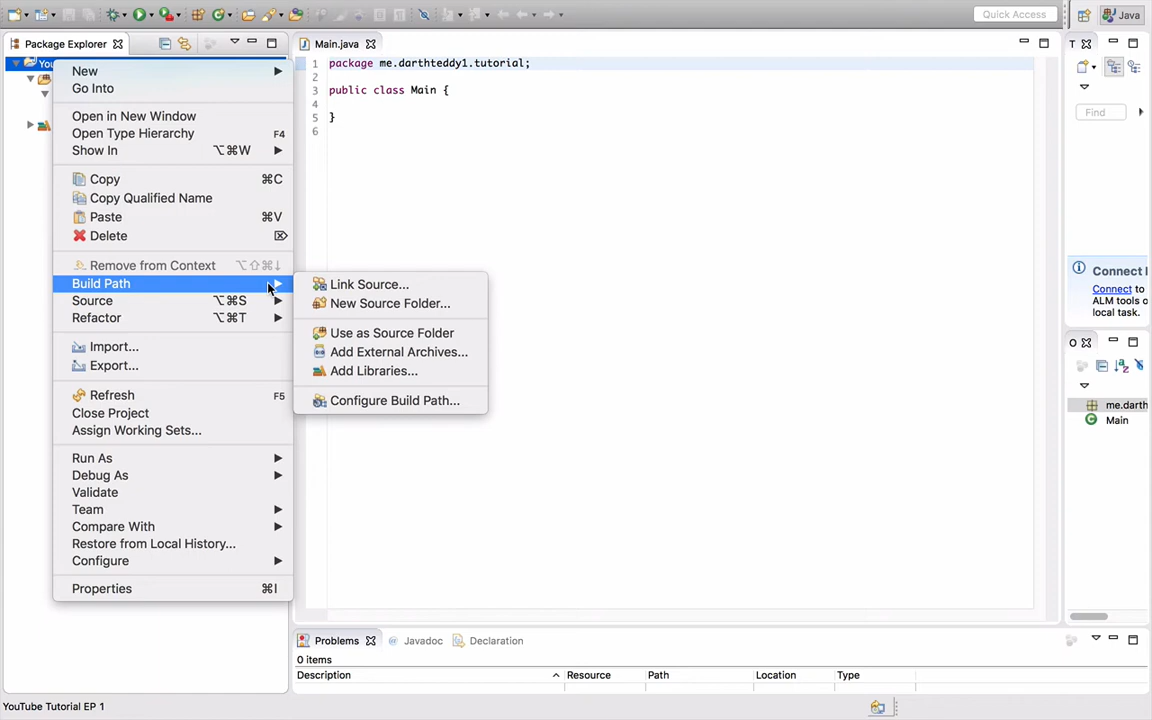 Quick Access
Java
Package Explorer
Main.java
T
You
1 package me.darthteddy1.tutorial;
2
3 public class Main {
4
5 }
6
New
Go Into
Open in New Window
Open Type Hierarchy F4
Show In ⌥⌘W
Copy ⌘C
Copy Qualified Name
Paste ⌘V
Delete ⌦
Remove from Context ⌥⇧⌘↓
Build Path
Source ⌥⌘S
Refactor ⌥⌘T
Import...
Export...
Refresh F5
Close Project
Assign Working Sets...
Run As
Debug As
Validate
Team
Compare With
Restore from Local History...
Configure
Properties ⌘I
Link Source...
New Source Folder...
Use as Source Folder
Add External Archives...
Add Libraries...
Configure Build Path...
Find
Connect
Connect to
ALM tools o
local task.
O
me.darth
Main
Problems
@ Javadoc
Declaration
0 items
Description Resource Path Location Type
YouTube Tutorial EP 1